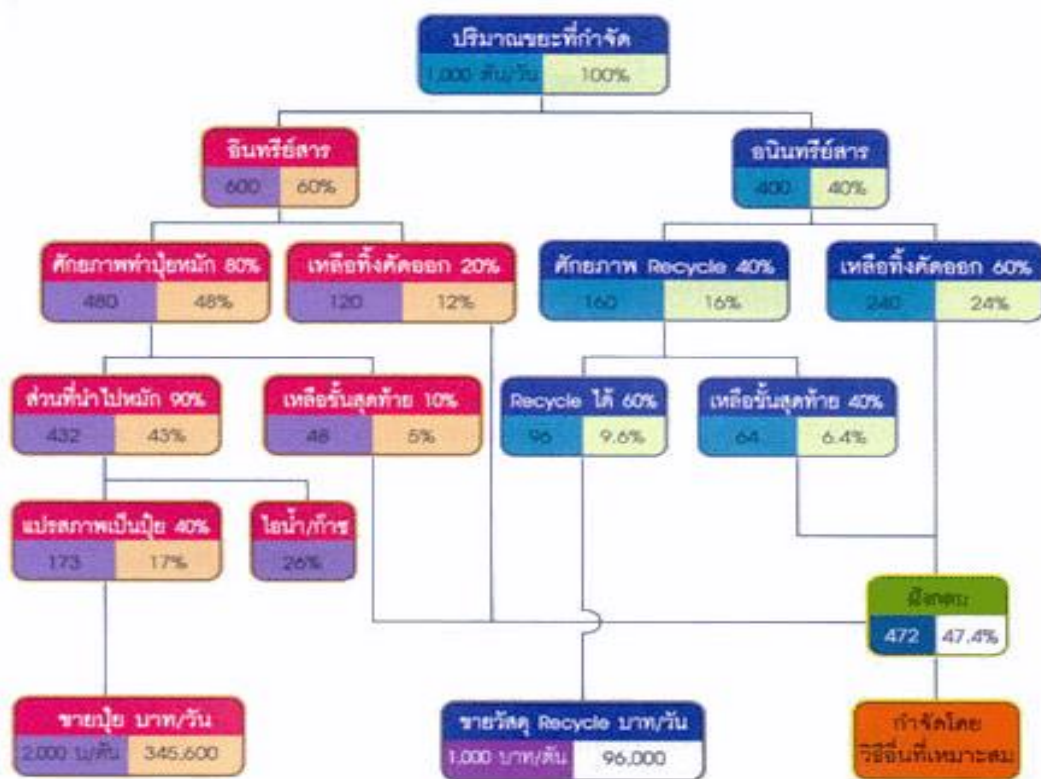 ปริมาณขยะที่กำจัด
1,000 ตัน/วัน 100%
อินทรีย์สาร
600 60%
อนินทรีย์สาร
400 40%
ศักยภาพทำปุ๋ยหมัก 80%
480 48%
เหลือทิ้งคัดออก 20%
120 12%
ศักยภาพ Recycle 40%
160 16%
เหลือทิ้งคัดออก 60%
240 24%
ส่วนที่นำไปหมัก 90%
432 43%
เหลือขั้นสุดท้าย 10%
48 5%
Recycle ได้ 60%
96 9.6%
เหลือขั้นสุดท้าย 40%
64 6.4%
แปรสภาพเป็นปุ๋ย 40%
173 17%
ไอน้ำ/ก๊าซ
26%
ฝังกลบ
472 47.4%
ขายปุ๋ย บาท/วัน
2,000 บ/ตัน 345,600
ขายวัสดุ Recycle บาท/วัน
1,000 บาท/ตัน 96,000
กำจัดโดย
วิธีอื่นที่เหมาะสม